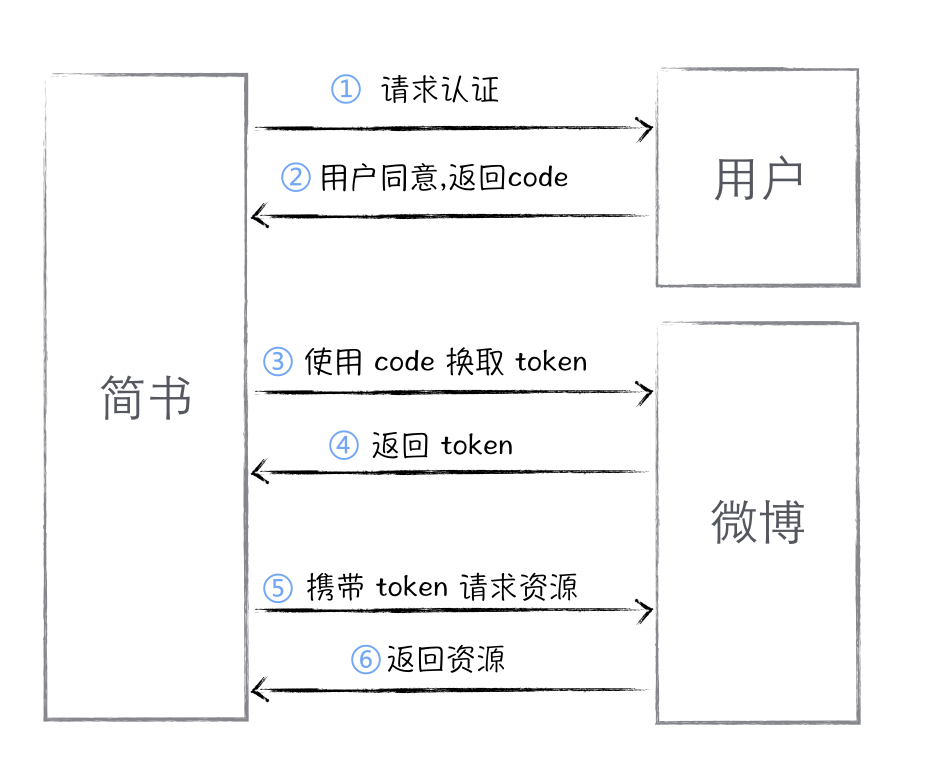 ① 请求认证
② 用户同意,返回code
用户
③ 使用 code 换取 token
简书
④ 返回 token
微博
⑤ 携带 token 请求资源
⑥ 返回资源